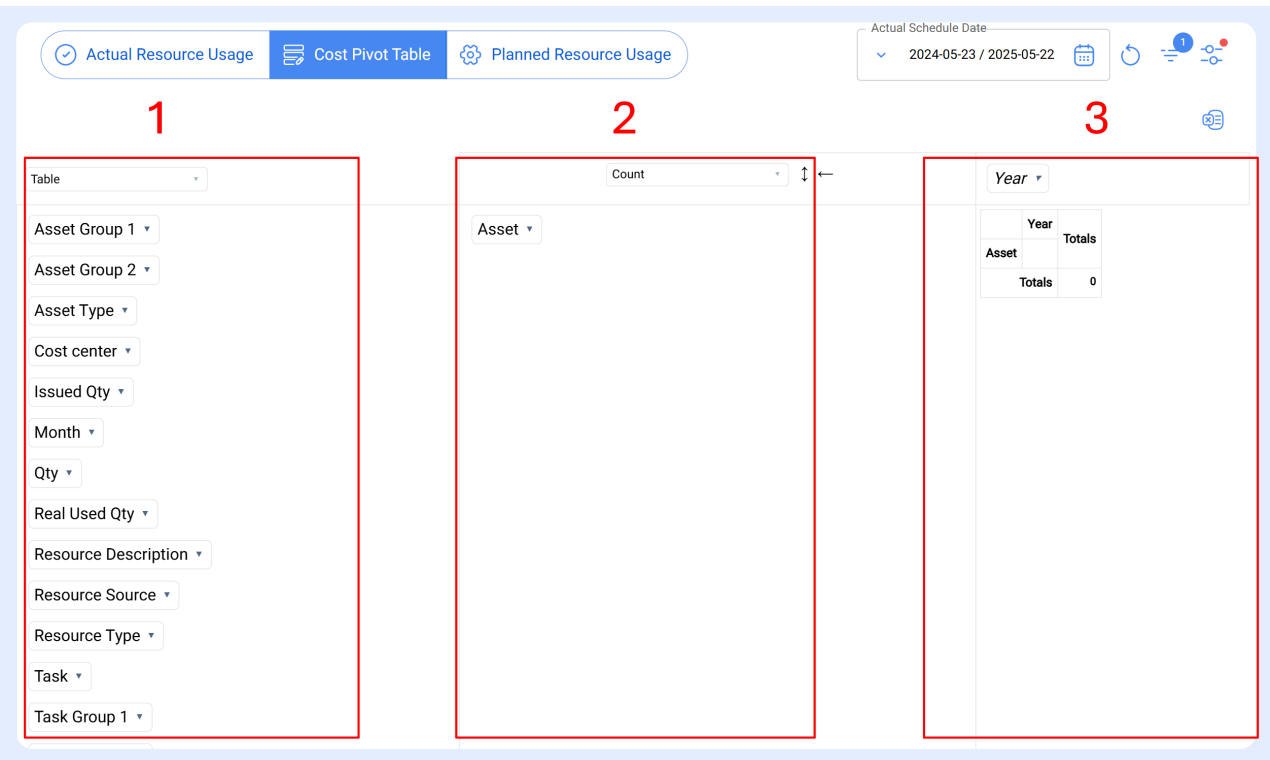 Actual Schedule Date
Actual Resource Usage
Cost Pivot Table
Planned Resource Usage
2024-05-23 / 2025-05-22
1
1
2
3
Table
Count
↕ ←
Year
Asset Group 1
Asset
Asset Group 2
Asset Type
Cost center
Issued Qty
Month
Qty
Real Used Qty
Resource Description
Resource Source
Resource Type
Task
Task Group 1
Year
Totals
Asset
Totals 0